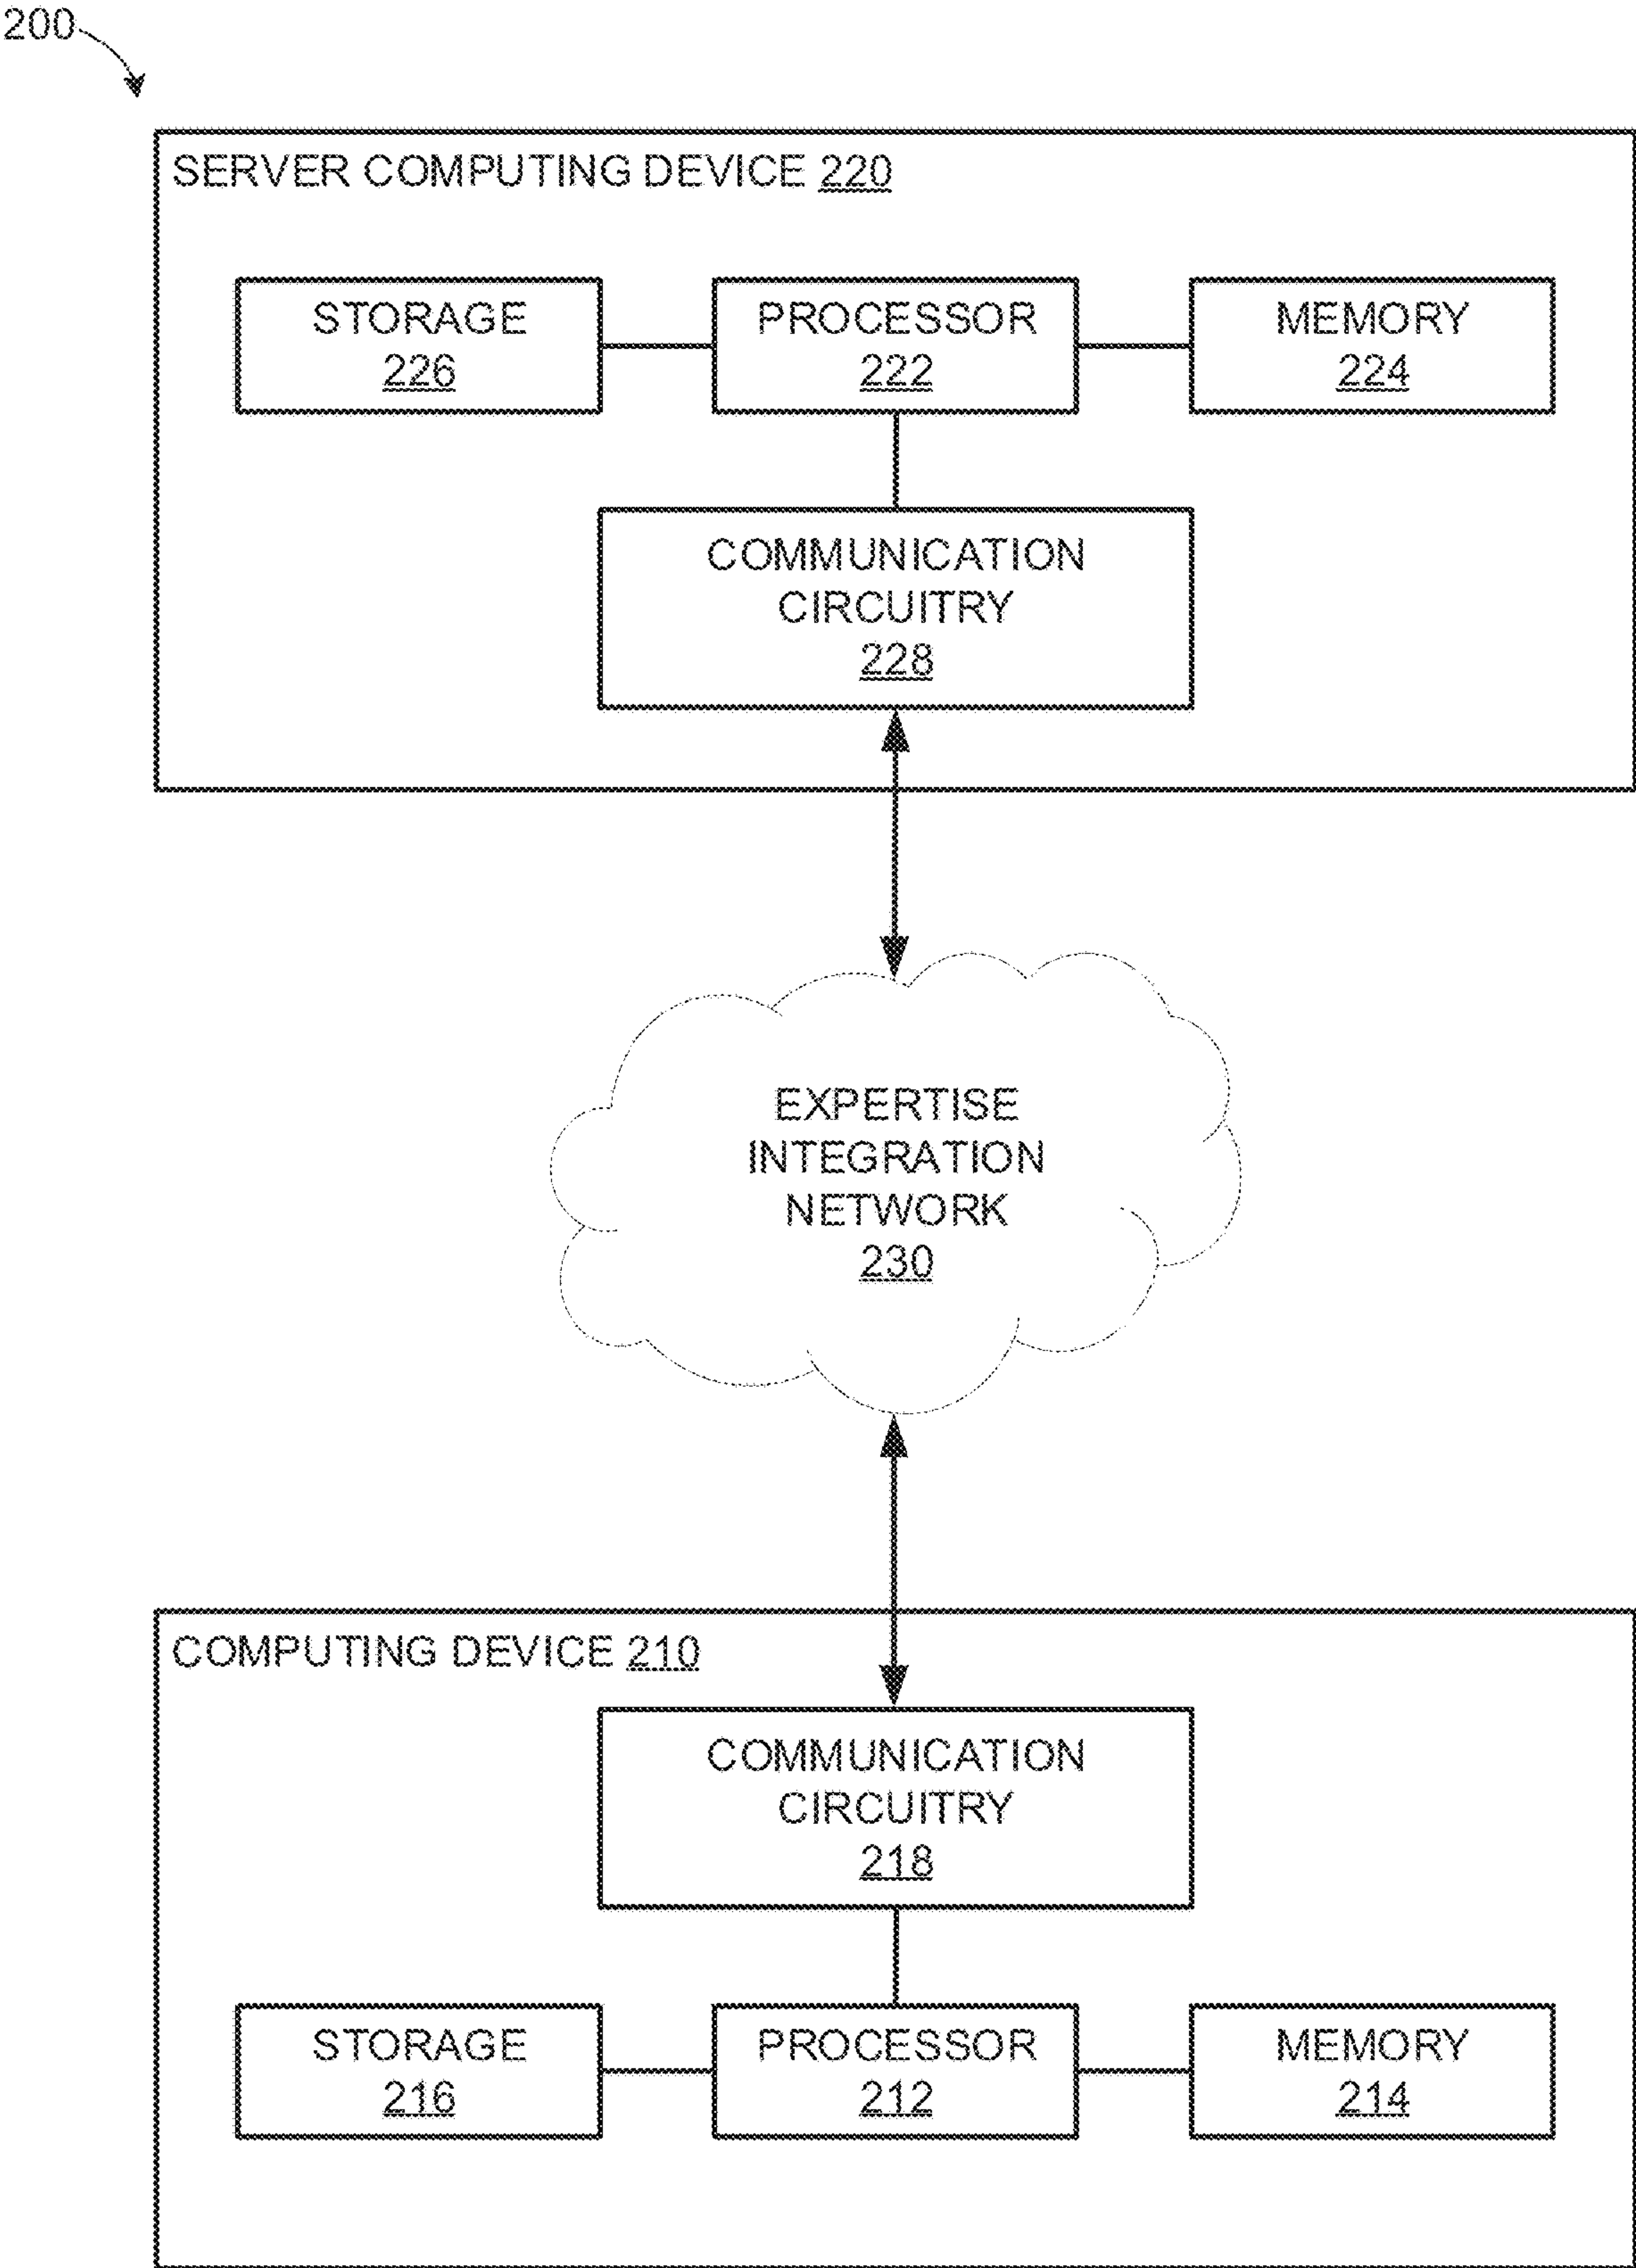 200
SERVER COMPUTING DEVICE 220
STORAGE
226
PROCESSOR
222
MEMORY
224
COMMUNICATION
CIRCUITRY
228
EXPERTISE
INTEGRATION
NETWORK
230
COMPUTING DEVICE 210
COMMUNICATION
CIRCUITRY
218
STORAGE
216
PROCESSOR
212
MEMORY
214